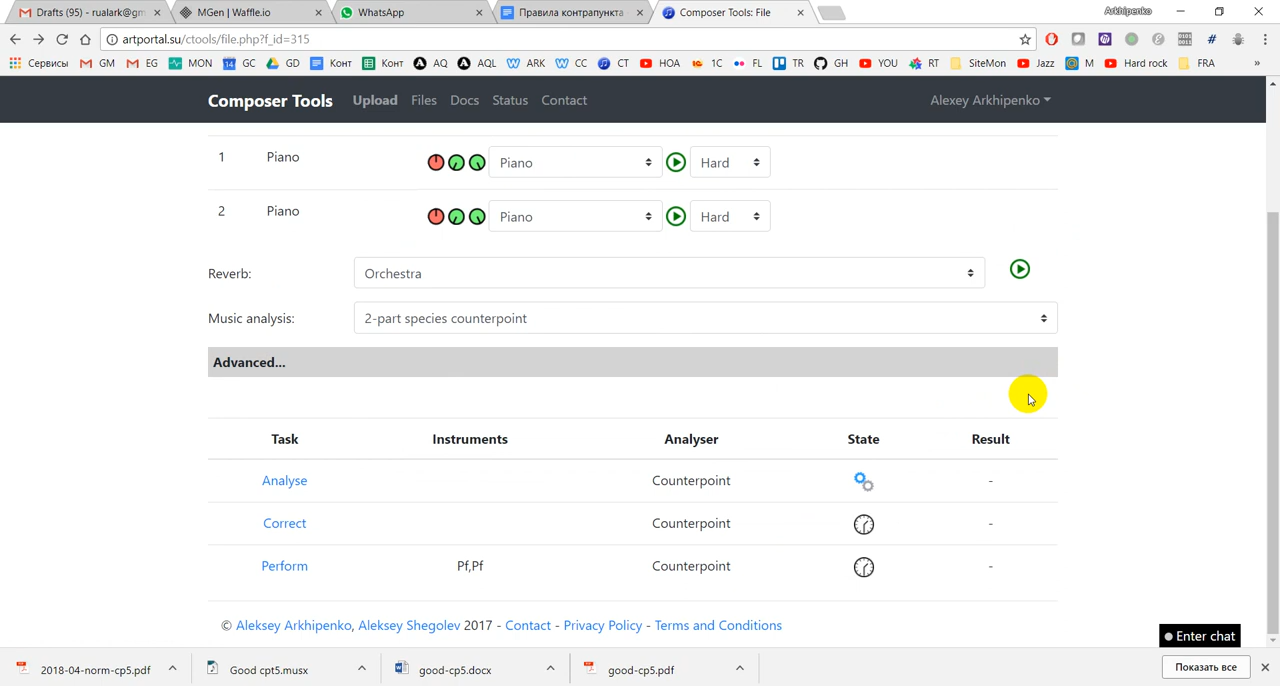 Drafts (95) - rualark@gm
MGen | Waffle.io
WhatsApp
Правила контрапункта
Composer Tools: File
Arkhipenko
artportal.su/ctools/file.php?f_id=315
Сервисы GM EG MON GC GD Конт Конт AQ AQL ARK CC CT HOA 1C FL TR GH YOU RT SiteMon Jazz M Hard rock FRA »
Composer Tools Upload Files Docs Status Contact Alexey Arkhipenko
1 Piano Piano Hard
2 Piano Piano Hard
Reverb: Orchestra
Music analysis: 2-part species counterpoint
Advanced...
Task Instruments Analyser State Result
Analyse Counterpoint -
Correct Counterpoint -
Perform Pf,Pf Counterpoint -
© Aleksey Arkhipenko, Aleksey Shegolev 2017 - Contact - Privacy Policy - Terms and Conditions
Enter chat
2018-04-norm-cp5.pdf
Good cpt5.musx
good-cp5.docx
good-cp5.pdf
Показать все